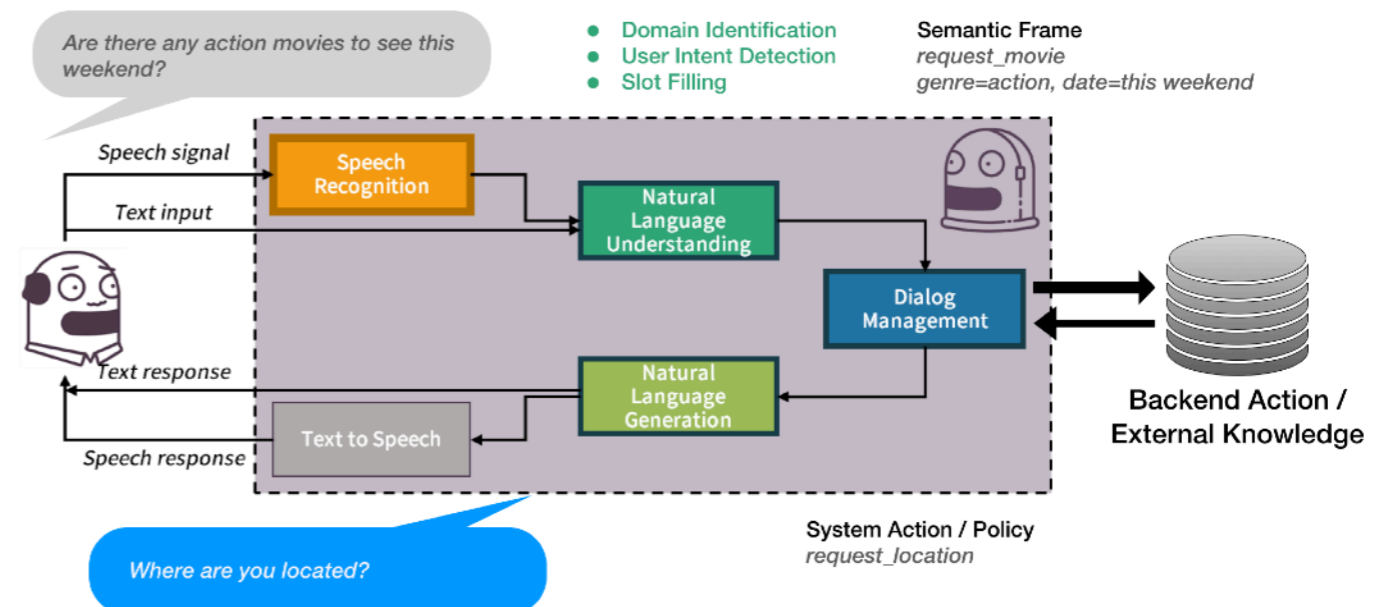 Are there any action movies to see this
weekend?
● Domain Identification
● User Intent Detection
● Slot Filling
Semantic Frame
request_movie
genre=action, date=this weekend
Speech signal
Text input
Speech
Recognition
Natural
Language
Understanding
Dialog
Management
Backend Action /
External Knowledge
Text response
Natural
Language
Generation
Text to Speech
Speech response
System Action / Policy
request_location
Where are you located?